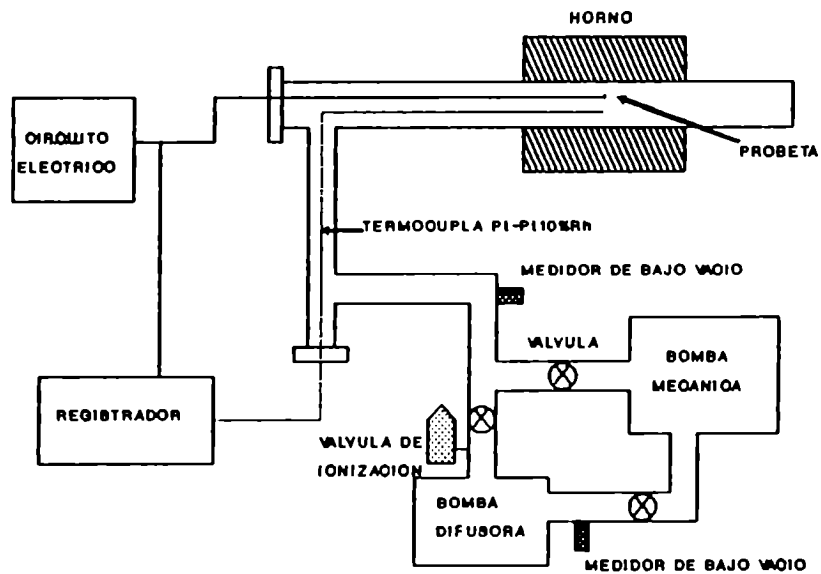 HORNO
CIRCUITO
ELECTRICO
PROBETA
TERMOCUPLA Pt-Pt10%Rh
MEDIDOR DE BAJO VACIO
VALVULA
BOMBA
MECANICA
REGISTRADOR
VALVULA DE
IONIZACION
BOMBA
DIFUSORA
MEDIDOR DE BAJO VACIO